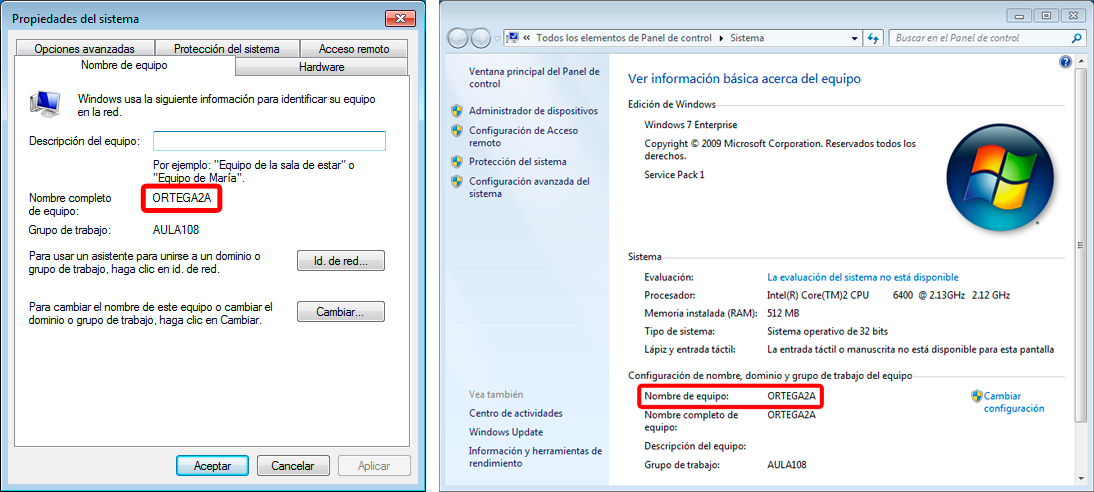 Propiedades del sistema
Opciones avanzadas
Protección del sistema
Acceso remoto
Nombre de equipo
Hardware
Windows usa la siguiente información para identificar su equipo
en la red.
Descripción del equipo:
Por ejemplo: "Equipo de la sala de estar" o
"Equipo de María".
Nombre completo
de equipo:
ORTEGA2A
Grupo de trabajo:
AULA108
Para usar un asistente para unirse a un dominio o
grupo de trabajo, haga clic en id. de red.
Id. de red...
Para cambiar el nombre de este equipo o cambiar el
dominio o grupo de trabajo, haga clic en Cambiar.
Cambiar...
Aceptar
Cancelar
Aplicar
« Todos los elementos de Panel de control
Sistema
Buscar en el Panel de control
Ventana principal del Panel de
control
Administrador de dispositivos
Configuración de Acceso
remoto
Protección del sistema
Configuración avanzada del
sistema
Vea también
Centro de actividades
Windows Update
Información y herramientas de
rendimiento
Ver información básica acerca del equipo
Edición de Windows
Windows 7 Enterprise
Copyright © 2009 Microsoft Corporation. Reservados todos los
derechos.
Service Pack 1
Sistema
Evaluación: La evaluación del sistema no está disponible
Procesador: Intel(R) Core(TM)2 CPU 6400 @ 2.13GHz 2.12 GHz
Memoria instalada (RAM): 512 MB
Tipo de sistema: Sistema operativo de 32 bits
Lápiz y entrada táctil: La entrada táctil o manuscrita no está disponible para esta pantalla
Configuración de nombre, dominio y grupo de trabajo del equipo
Nombre de equipo: ORTEGA2A
Cambiar
configuración
Nombre completo de
equipo:
ORTEGA2A
Descripción del equipo:
Grupo de trabajo: AULA108